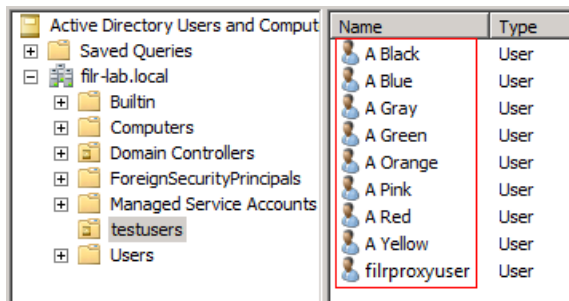 Active Directory Users and Comput
Saved Queries
filr-lab.local
Builtin
Computers
Domain Controllers
ForeignSecurityPrincipals
Managed Service Accounts
testusers
Users
Name Type
A Black User
A Blue User
A Gray User
A Green User
A Orange User
A Pink User
A Red User
A Yellow User
filrproxyuser User